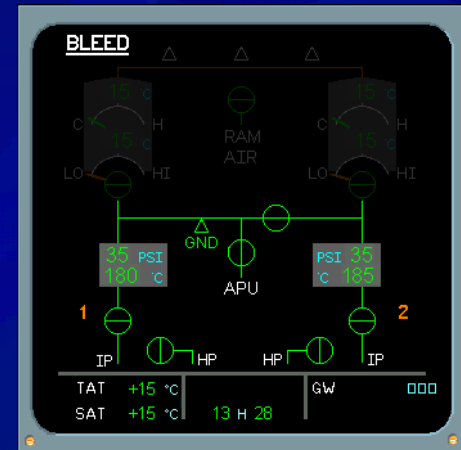 BLEED
15 C 15 C
C H C H
15 C RAM 15 C
AIR
LO HI LO HI
GND
35 PSI PSI 35
180 °C °C 185
APU
1 2
IP HP HP IP
TAT +15 °C GW
SAT +15 °C 13 H 28